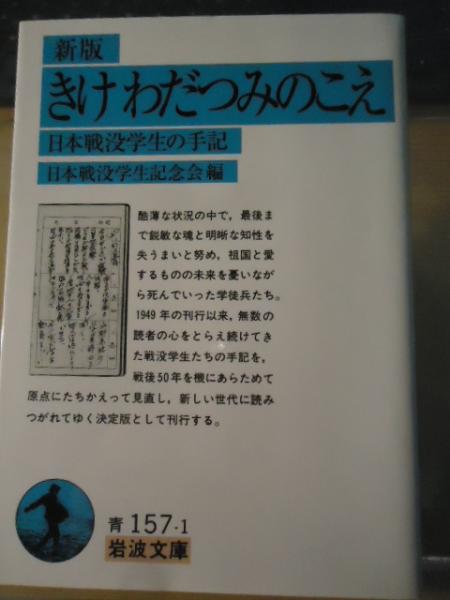 新版
きけ わだつみのこえ
日本戦没学生の手記
日本戦没学生記念会編
酷薄な状況の中で，最後ま
で鋭敏な魂と明晰な知性を
失うまいと努め，祖国と愛
するものの未来を憂いなが
ら死んでいった学徒兵たち。
1949年の刊行以来，無数の
読者の心をとらえ続けてき
た戦没学生たちの手記を，
戦後50年を機にあらためて
原点にたちかえって見直し，新しい世代に読み
つがれてゆく決定版として刊行する。
青 157-1
岩波文庫